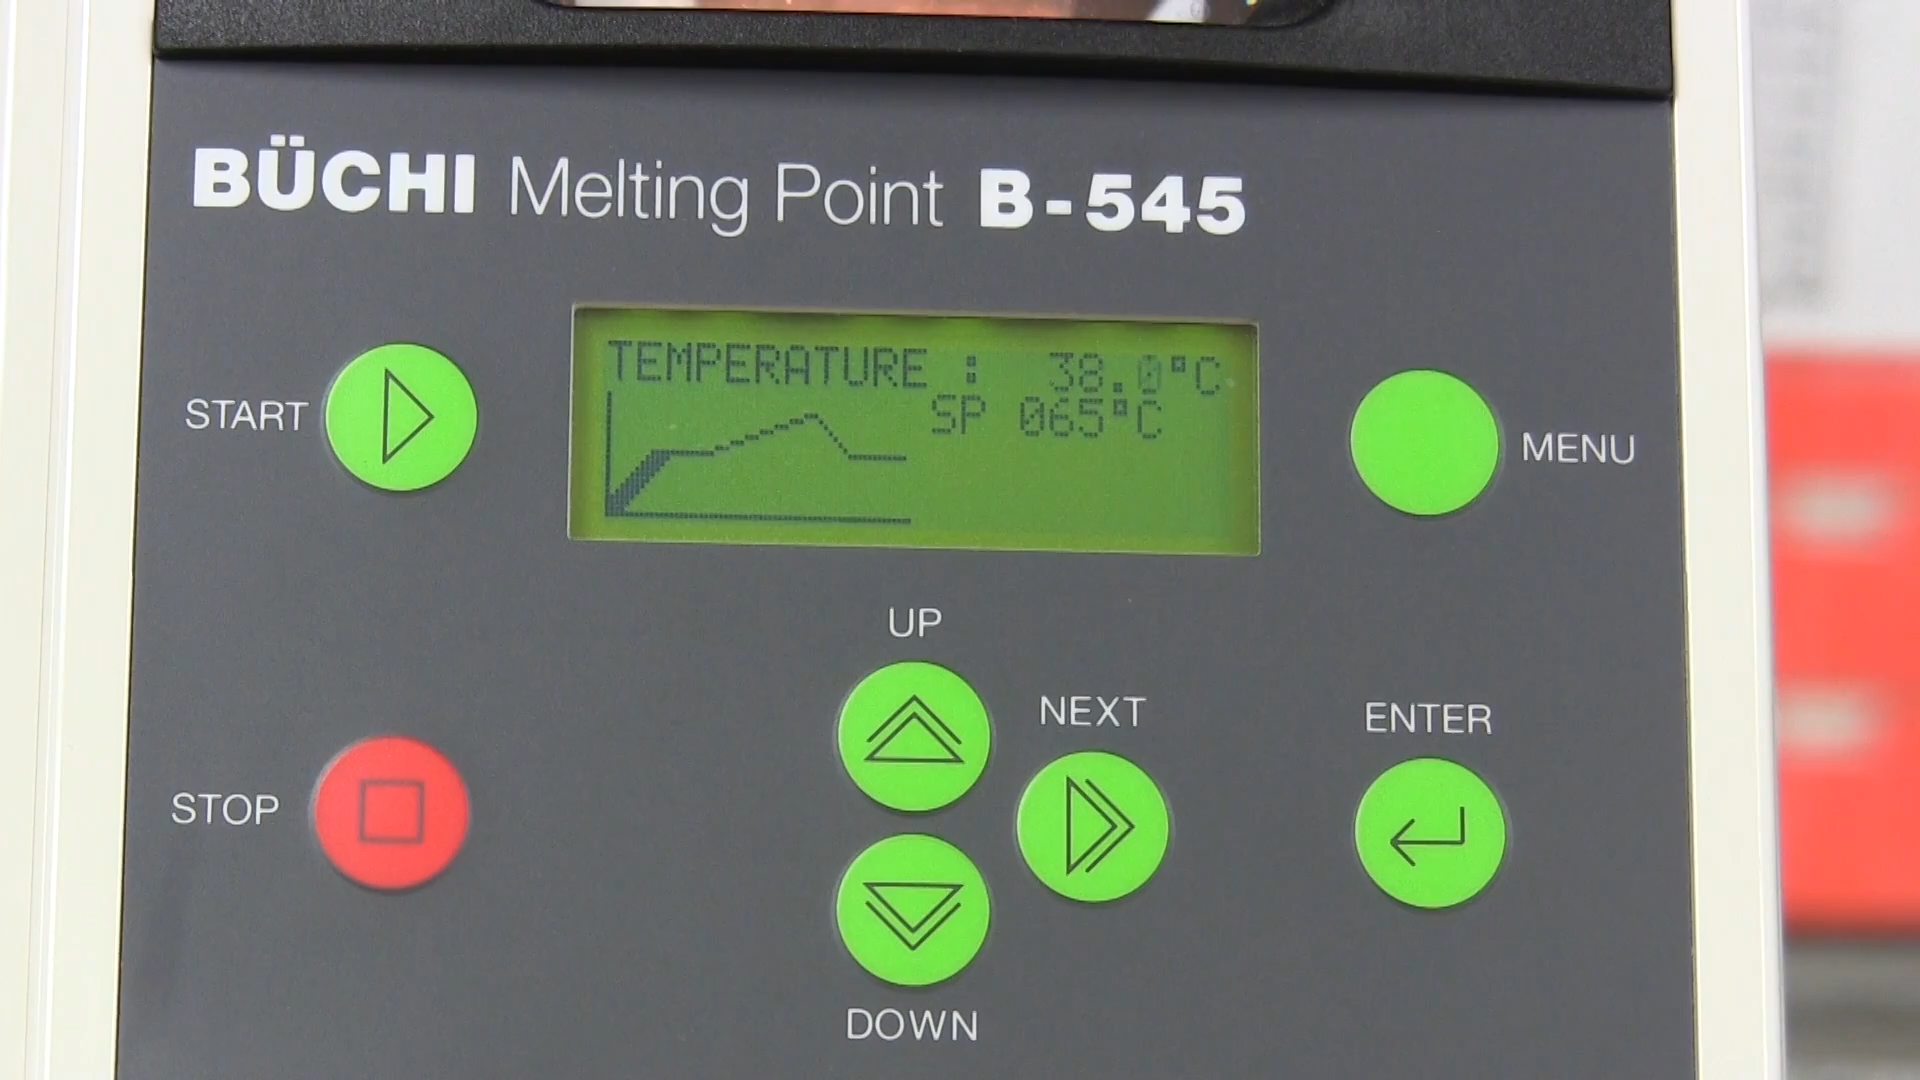 BÜCHI Melting Point B-545
TEMPERATURE : 38.0°C
SP 065°C
START
MENU
UP
NEXT
ENTER
STOP
DOWN